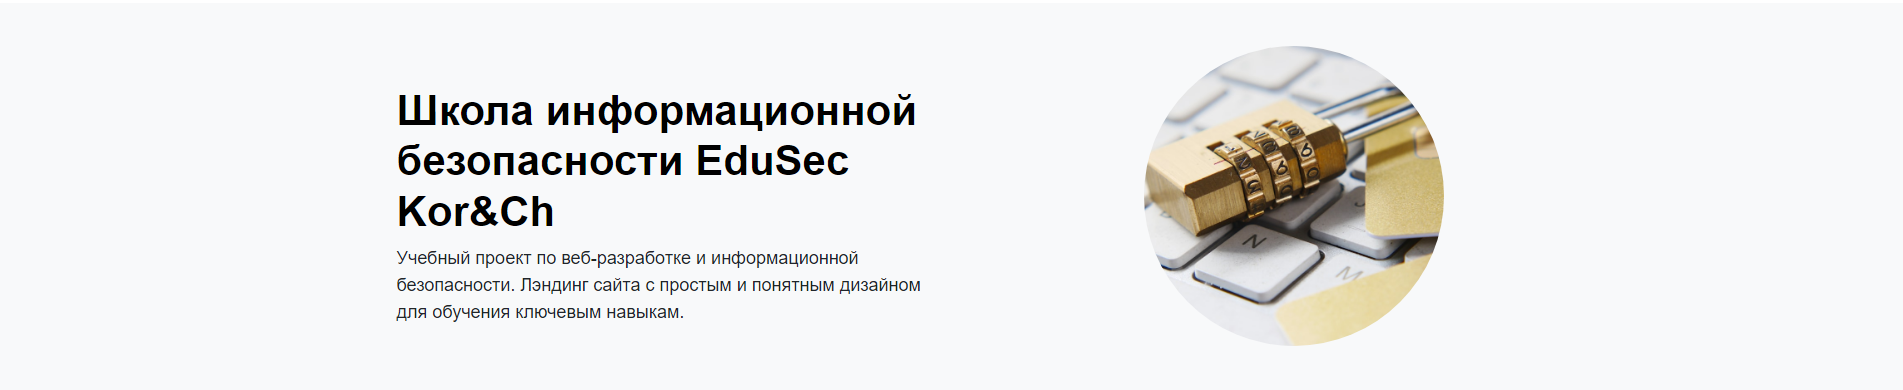 Школа информационной
безопасности EduSec
Kor&Ch
Учебный проект по веб-разработке и информационной
безопасности. Лэндинг сайта с простым и понятным дизайном
для обучения ключевым навыкам.
N
M